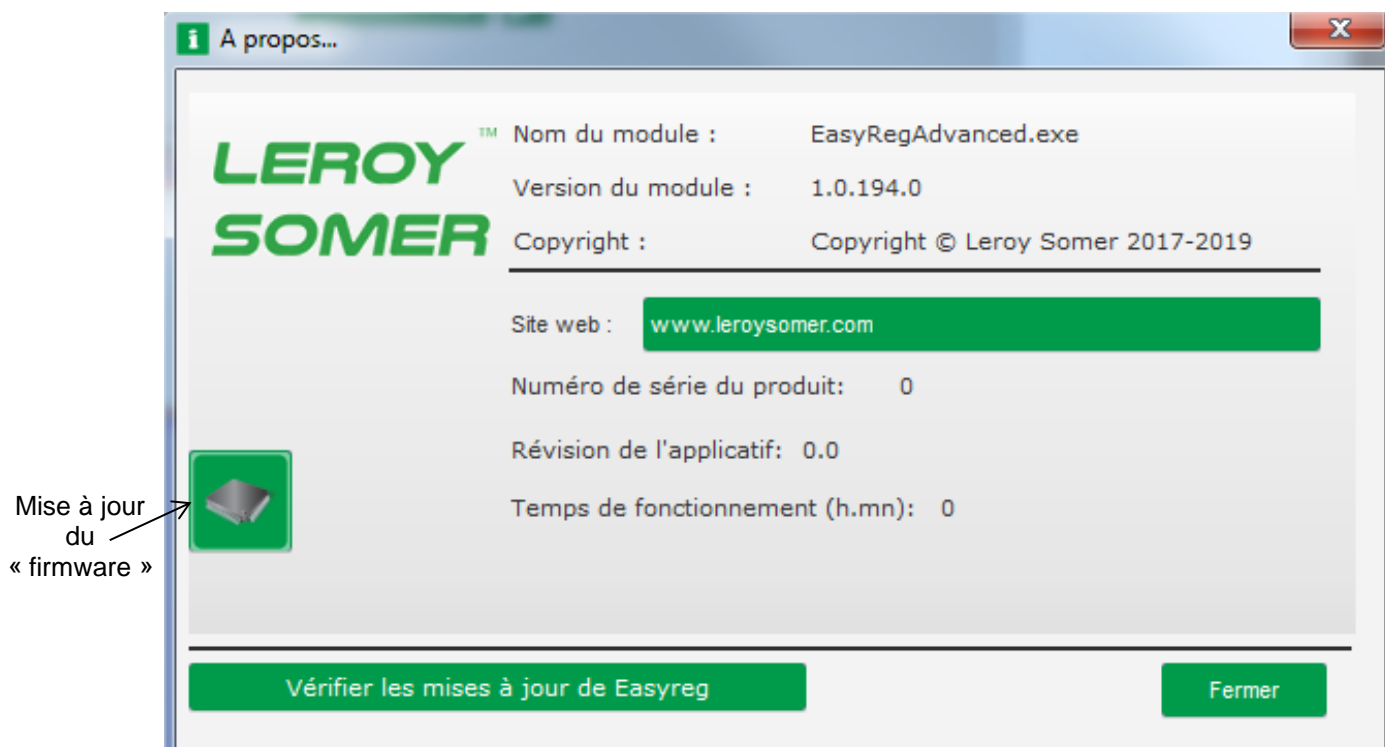 A propos...
X
LEROY™
SOMER
Nom du module : EasyRegAdvanced.exe
Version du module : 1.0.194.0
Copyright : Copyright © Leroy Somer 2017-2019
Site web : www.leroysomer.com
Numéro de série du produit: 0
Révision de l'applicatif: 0.0
Temps de fonctionnement (h.mn): 0
Mise à jour
du
« firmware »
Vérifier les mises à jour de Easyreg
Fermer